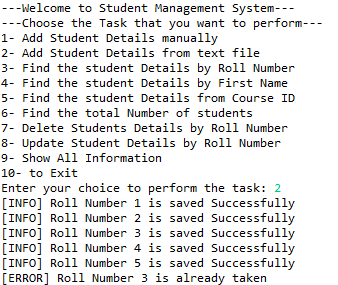 ---Welcome to Student Management System---
---Choose the Task that you want to perform---
1- Add Student Details manually
2- Add Student Details from text file
3- Find the student Details by Roll Number
4- Find the student Details by First Name
5- Find the student Details from Course ID
6- Find the total Number of students
7- Delete Students Details by Roll Number
8- Update Student Details by Roll Number
9- Show All Information
10- to Exit
Enter your choice to perform the task: 2
[INFO] Roll Number 1 is saved Successfully
[INFO] Roll Number 2 is saved Successfully
[INFO] Roll Number 3 is saved Successfully
[INFO] Roll Number 4 is saved Successfully
[INFO] Roll Number 5 is saved Successfully
[ERROR] Roll Number 3 is already taken